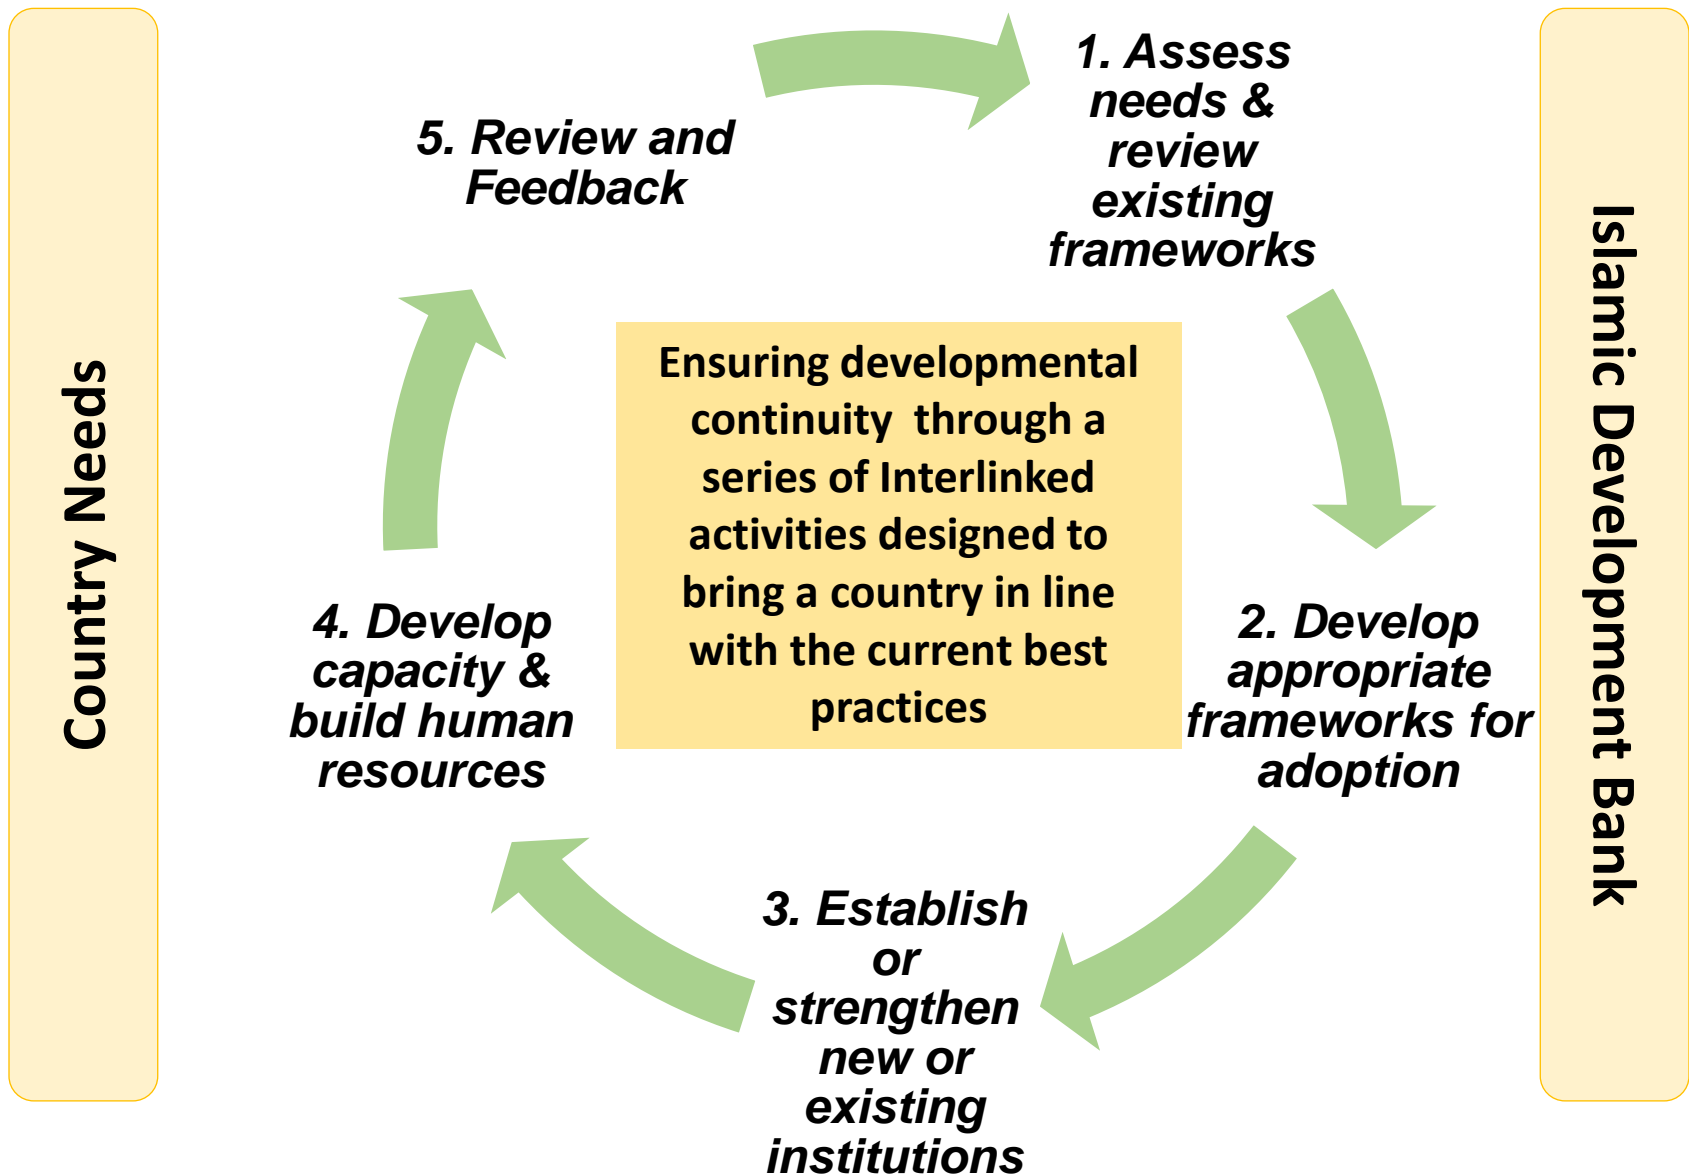 Country Needs
1. Assess
needs &
review
existing
frameworks
2. Develop
appropriate
frameworks for
adoption
3. Establish
or
strengthen
new or
existing
institutions
4. Develop
capacity &
build human
resources
5. Review and
Feedback
Ensuring developmental
continuity  through a
series of Interlinked
activities designed to
bring a country in line
with the current best
practices
Islamic Development Bank